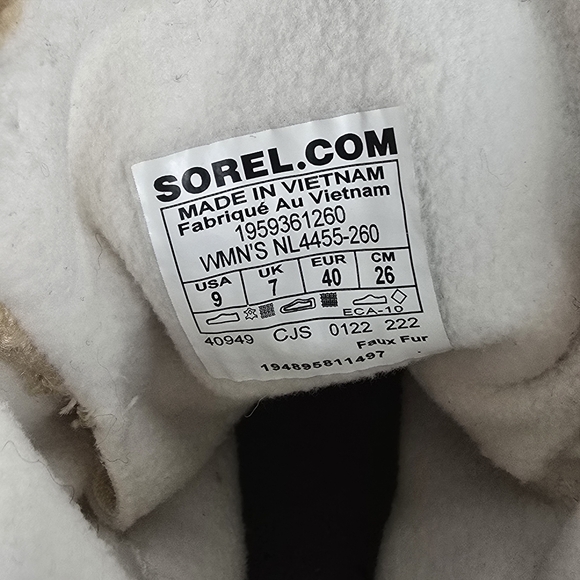 SOREL.COM
MADE IN VIETNAM
Fabriqué Au Vietnam
1959361260
WMN'S NL4455-260
USA UK EUR CM
9 7 40 26
ECA-10
40949 CJS 0122 222
Faux Fur
194895811497